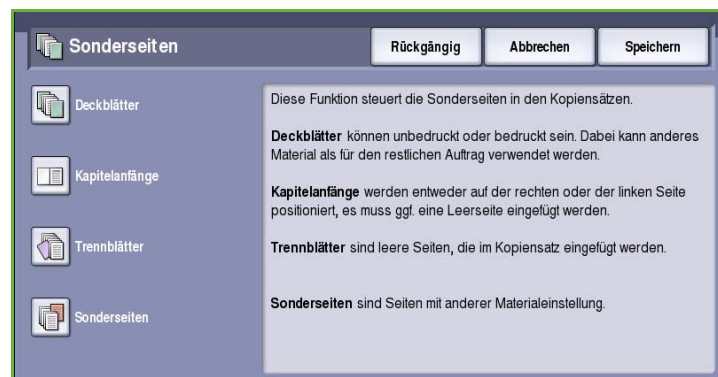 Sonderseiten
Rückgängig
Abbrechen
Speichern
Deckblätter
Kapitelanfänge
Trennblätter
Sonderseiten
Diese Funktion steuert die Sonderseiten in den Kopiensätzen.
Deckblätter können unbedruckt oder bedruckt sein. Dabei kann anderes
Material als für den restlichen Auftrag verwendet werden.
Kapitelanfänge werden entweder auf der rechten oder der linken Seite
positioniert, es muss ggf. eine Leerseite eingefügt werden.
Trennblätter sind leere Seiten, die im Kopiensatz eingefügt werden.
Sonderseiten sind Seiten mit anderer Materialeinstellung.